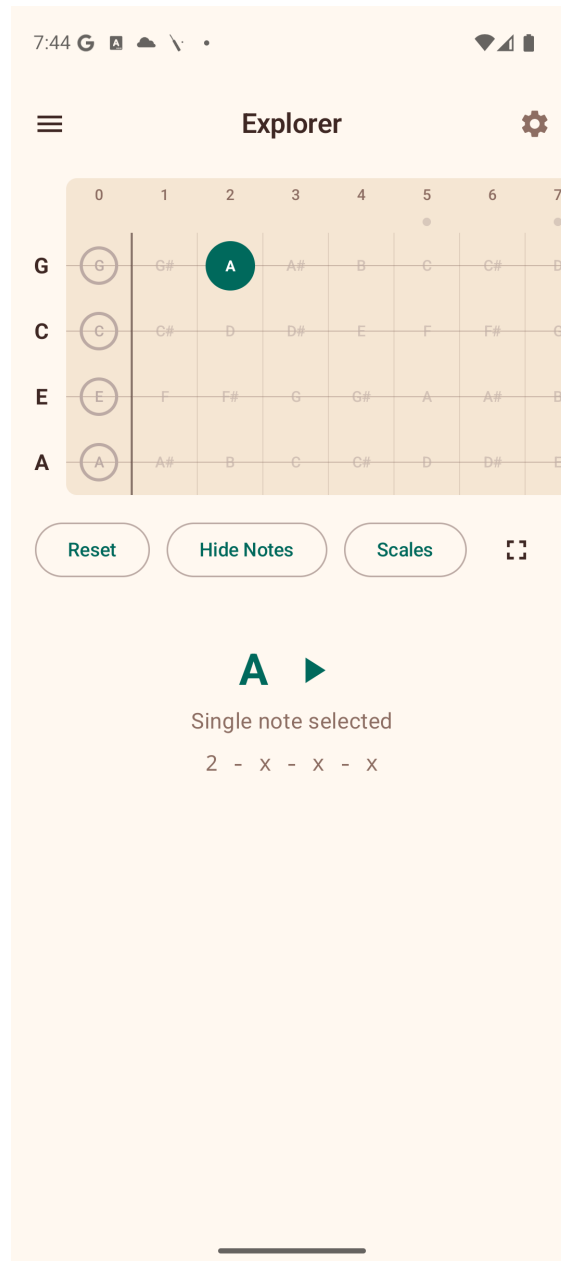 7:44
Explorer
0 1 2 3 4 5 6 7
G G G# A A# B C C# D
C C C# D D# E F F# G
E E F F# G G# A A# B
A A A# B C C# D D# E
Reset Hide Notes Scales
A
Single note selected
2 - x - x - x